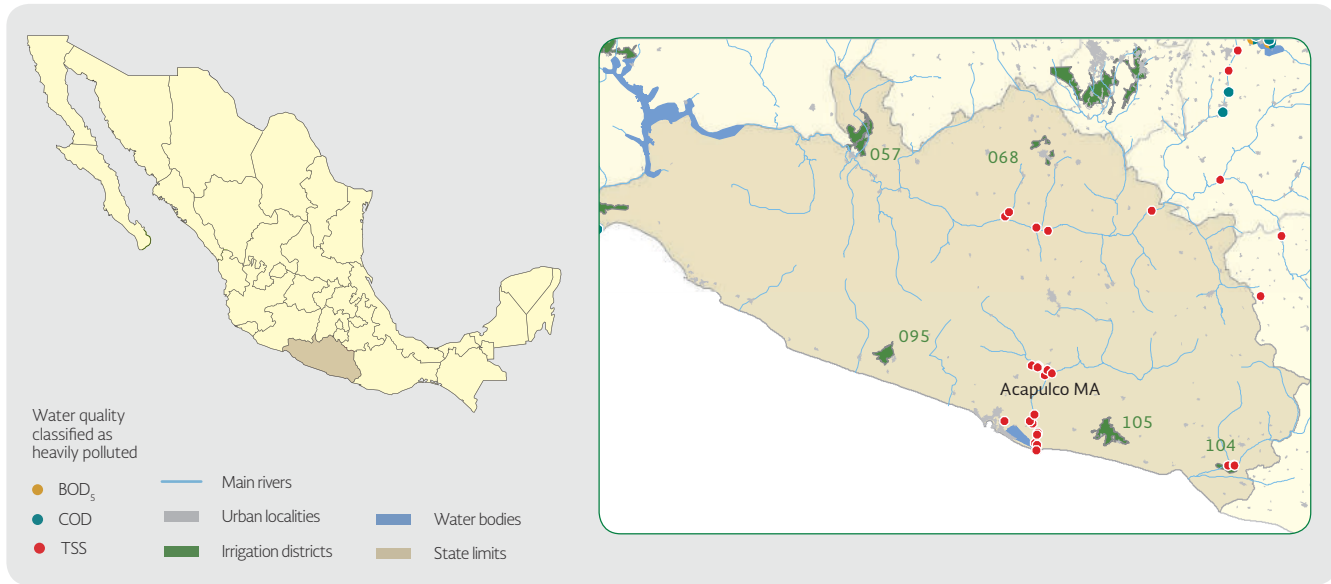 Water quality
classified as
heavily polluted
BOD₅
COD
TSS
Main rivers
Urban localities
Irrigation districts
Water bodies
State limits
057
068
095
Acapulco MA
105
104